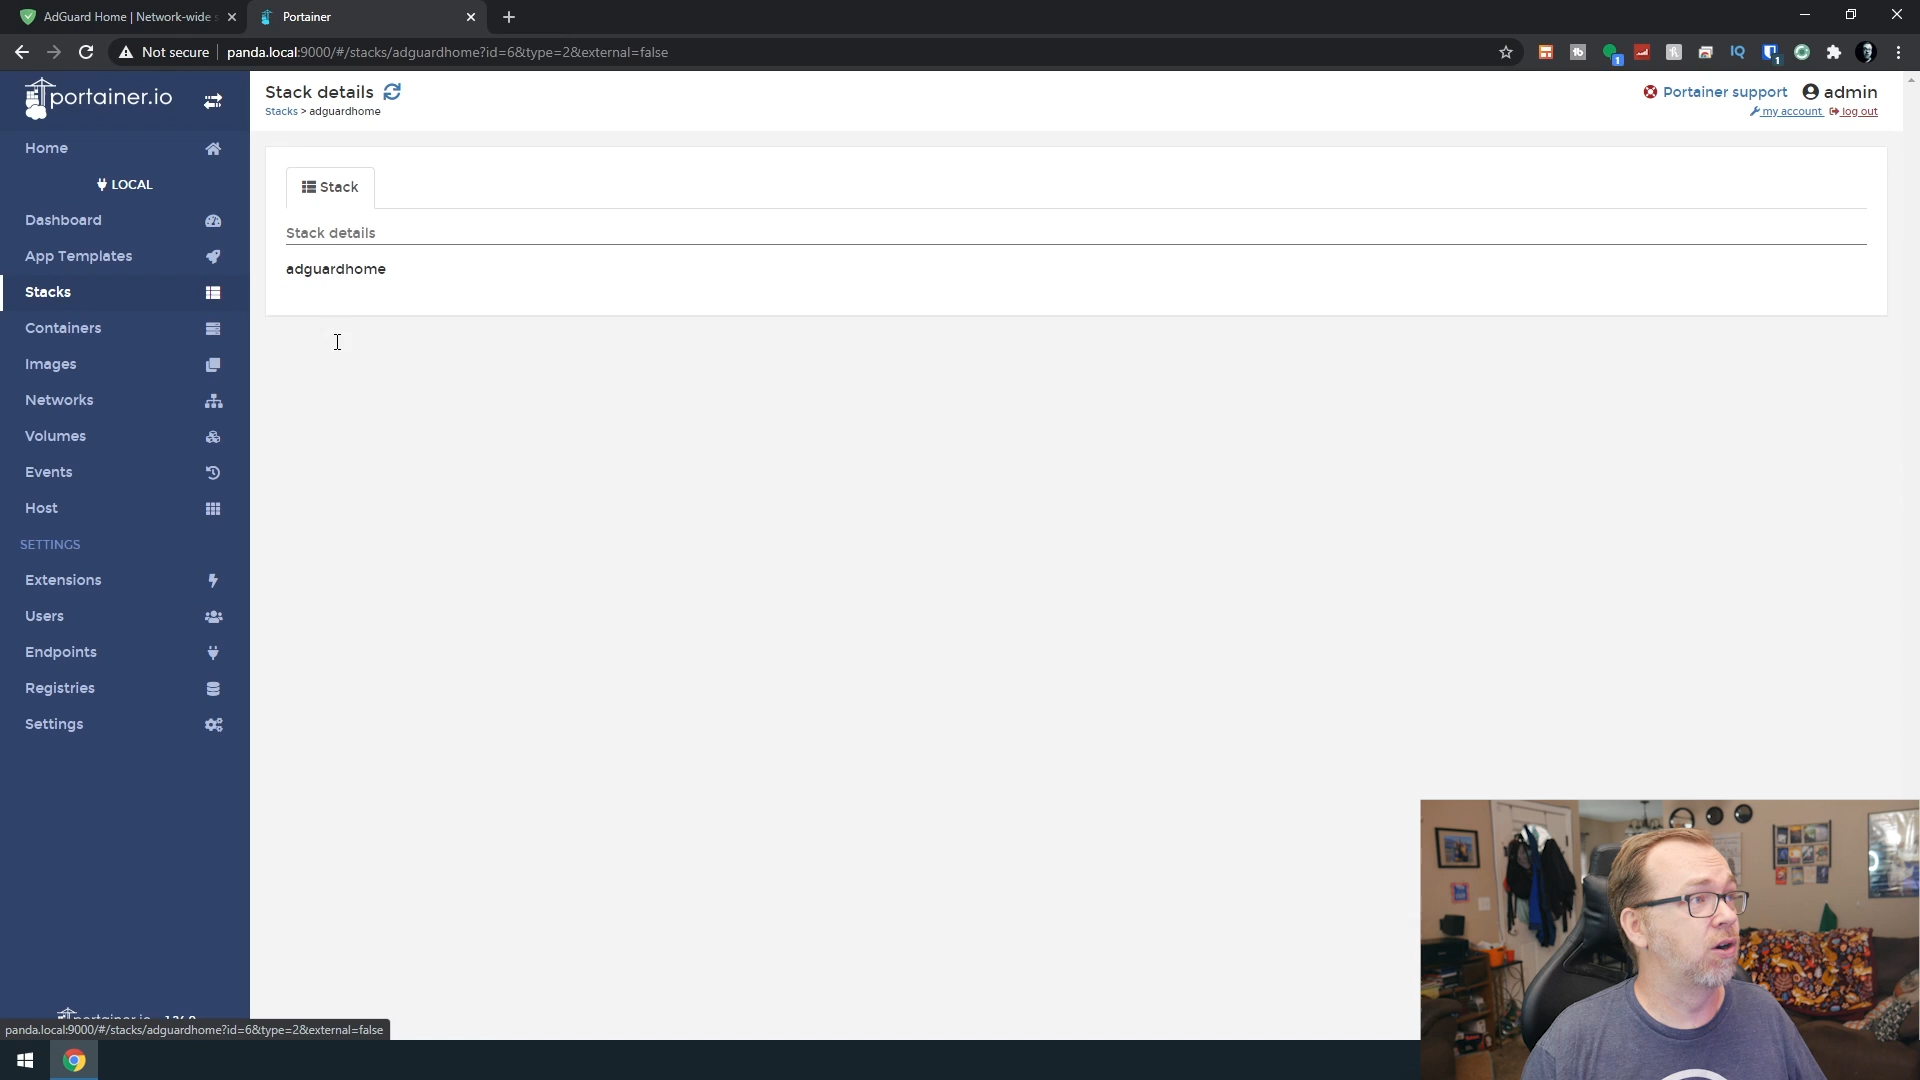 AdGuard Home | Network-wide s
Portainer
Not secure
panda.local:9000/#/stacks/adguardhome?id=6&type=2&external=false
portainer.io
Home
LOCAL
Dashboard
App Templates
Stacks
Containers
Images
Networks
Volumes
Events
Host
SETTINGS
Extensions
Users
Endpoints
Registries
Settings
Stack details
Stacks > adguardhome
Portainer support
admin
my account
log out
Stack
Stack details
adguardhome
panda.local:9000/#/stacks/adguardhome?id=6&type=2&external=false